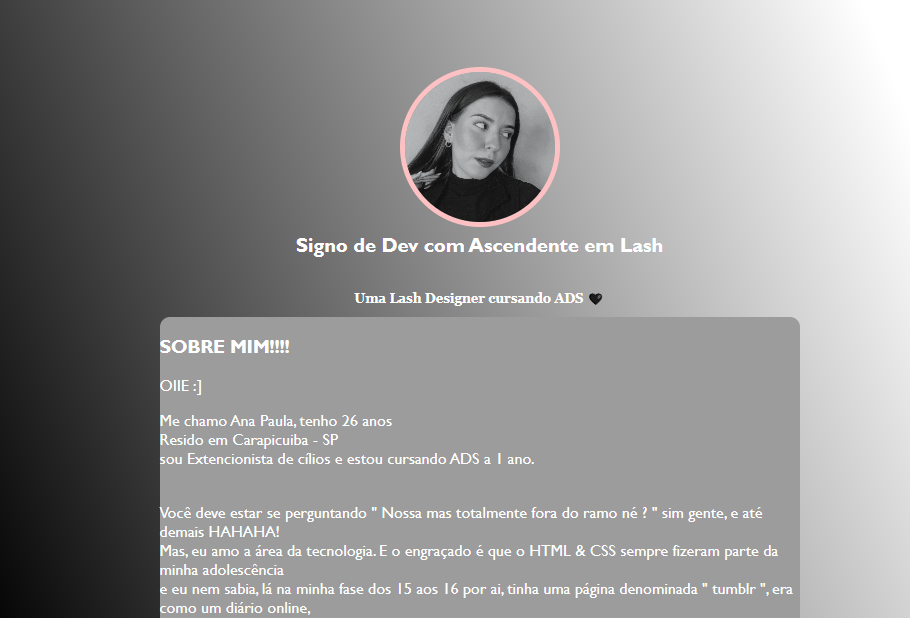 Signo de Dev com Ascendente em Lash
Uma Lash Designer cursando ADS 🖤
SOBRE MIM!!!!
OIIE :]
Me chamo Ana Paula, tenho 26 anos
Resido em Carapicuiba - SP
sou Extencionista de cílios e estou cursando ADS a 1 ano.
Você deve estar se perguntando " Nossa mas totalmente fora do ramo né ? " sim gente, e até
demais HAHAHA!
Mas, eu amo a área da tecnologia. E o engraçado é que o HTML & CSS sempre fizeram parte da
minha adolescência
e eu nem sabia, lá na minha fase dos 15 aos 16 por ai, tinha uma página denominada " tumblr ", era
como um diário online,